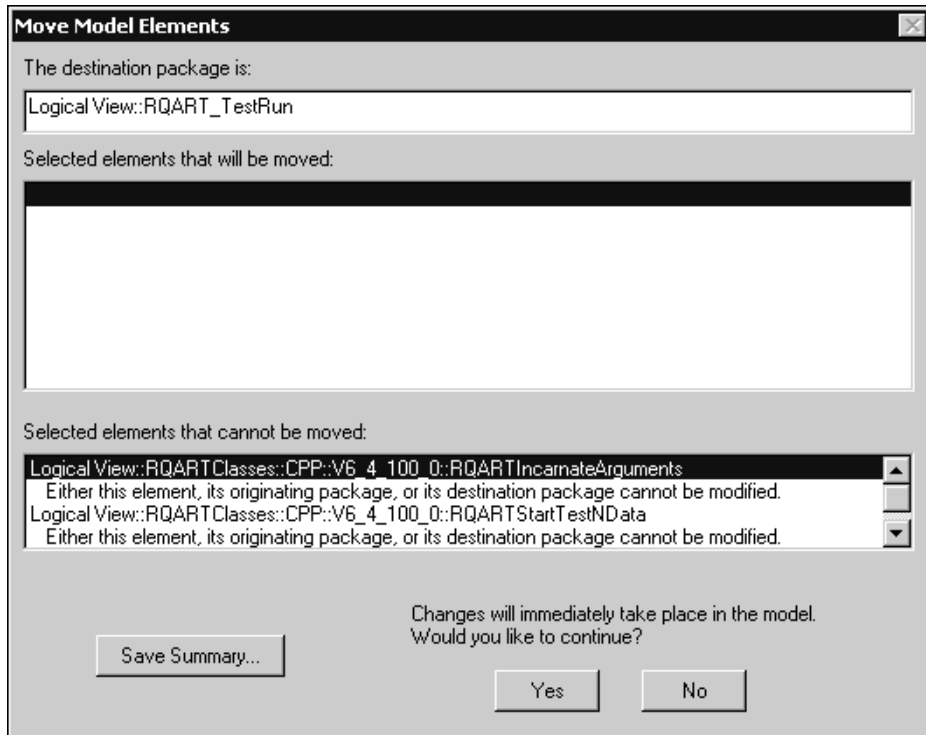 Move Model Elements
The destination package is:
Logical View::RQART_TestRun
Selected elements that will be moved:
Selected elements that cannot be moved:
Logical View::RQARTClasses::CPP::V6_4_100_0::RQARTIncarnateArguments
Either this element, its originating package, or its destination package cannot be modified.
Logical View::RQARTClasses::CPP::V6_4_100_0::RQARTStartTestNData
Either this element, its originating package, or its destination package cannot be modified.
Changes will immediately take place in the model.
Would you like to continue?
Save Summary...
Yes
No